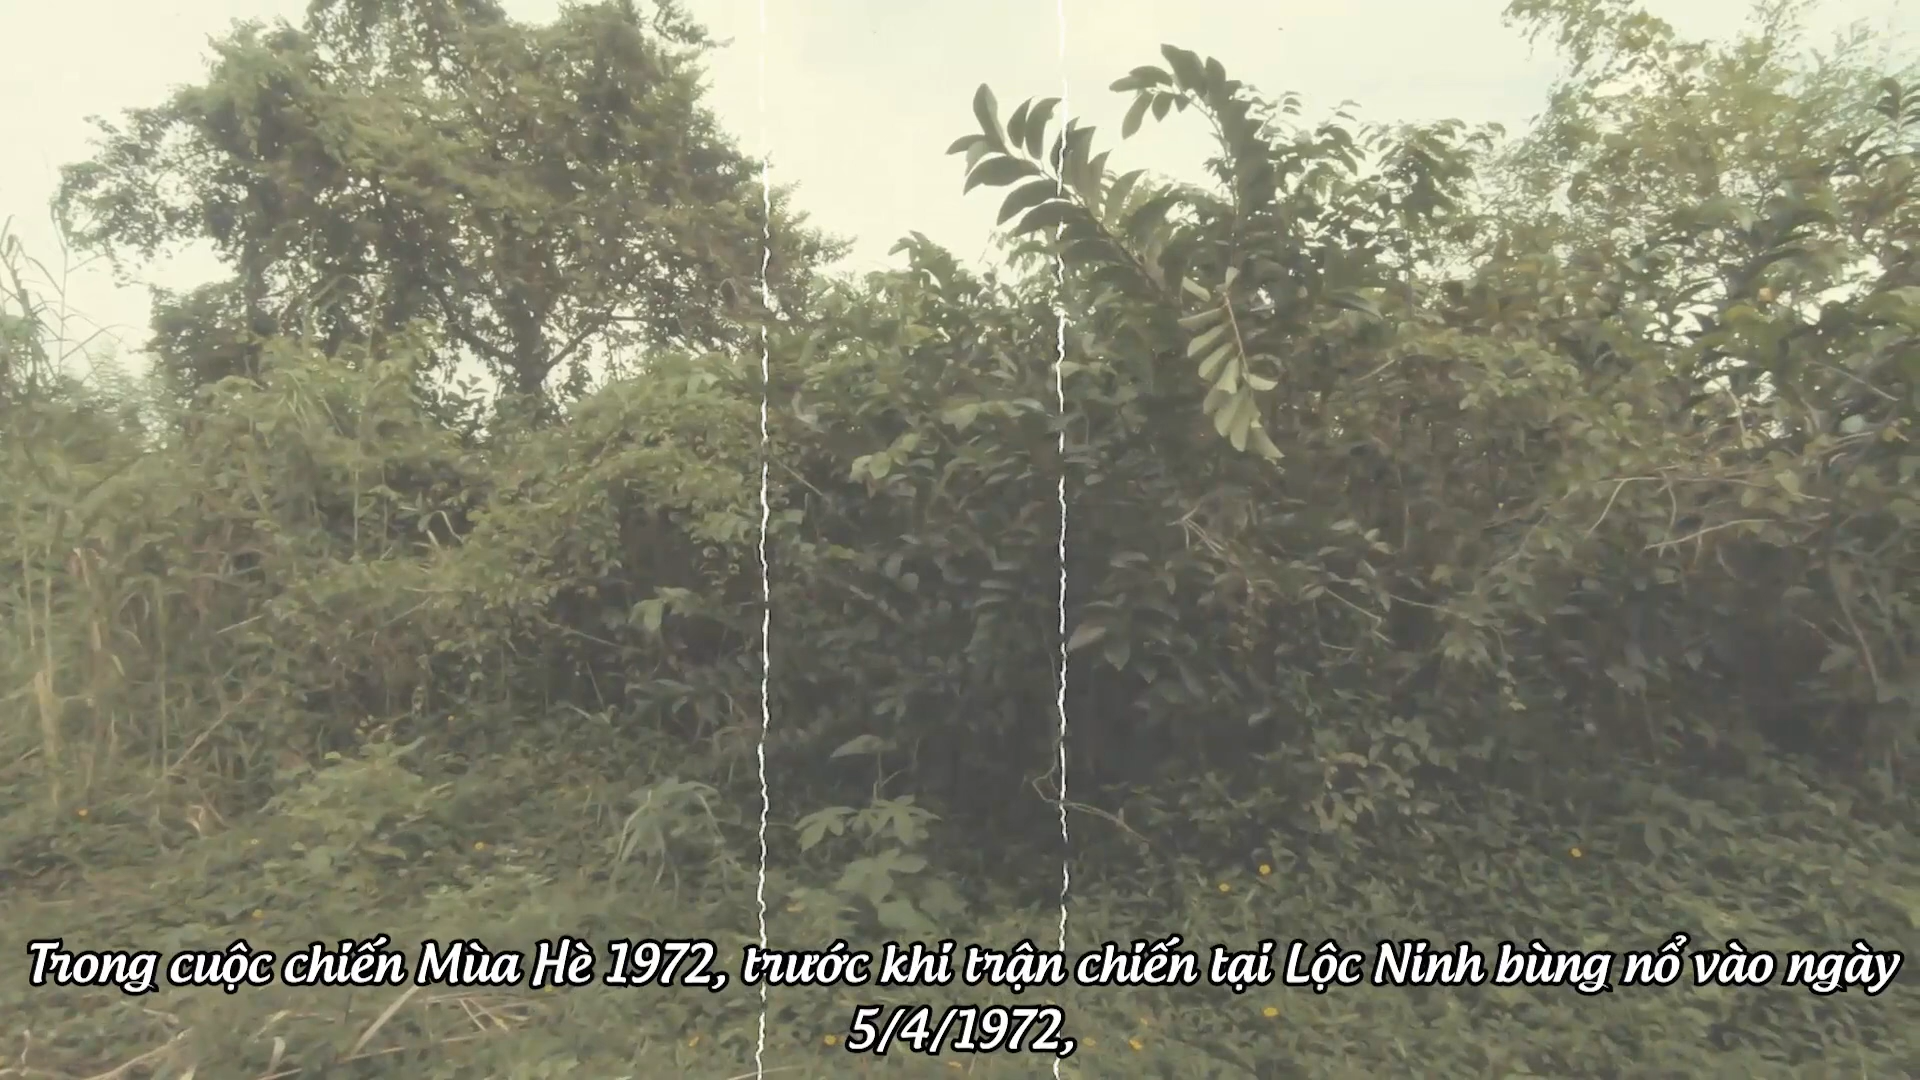 Trong cuộc chiến Mùa Hè 1972, trước khi trận chiến tại Lộc Ninh bùng nổ vào ngày
5/4/1972,